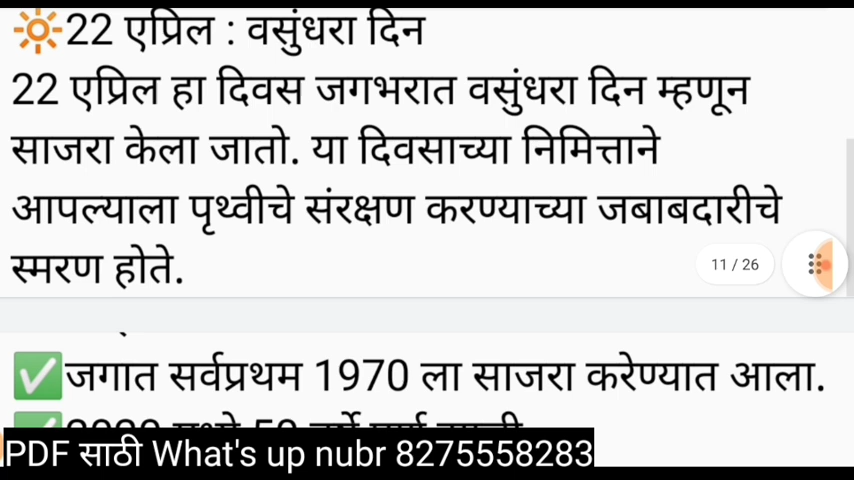 22 एप्रिल : वसुंधरा दिन
22 एप्रिल हा दिवस जगभरात वसुंधरा दिन म्हणून
साजरा केला जातो. या दिवसाच्या निमित्ताने
आपल्याला पृथ्वीचे संरक्षण करण्याच्या जबाबदारीचे
स्मरण होते.
11 / 26
जगात सर्वप्रथम 1970 ला साजरा करेण्यात आला.
PDF साठी What's up nubr 8275558283